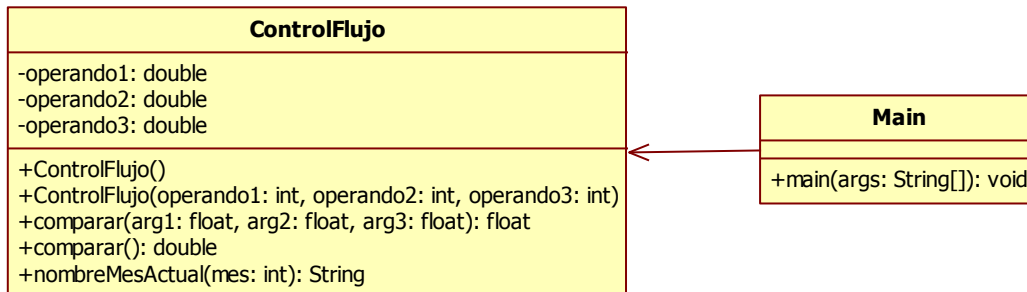 ControlFlujo
-operando1: double
-operando2: double
-operando3: double
+ControlFlujo()
+ControlFlujo(operando1: int, operando2: int, operando3: int)
+comparar(arg1: float, arg2: float, arg3: float): float
+comparar(): double
+nombreMesActual(mes: int): String
Main
+main(args: String[]): void